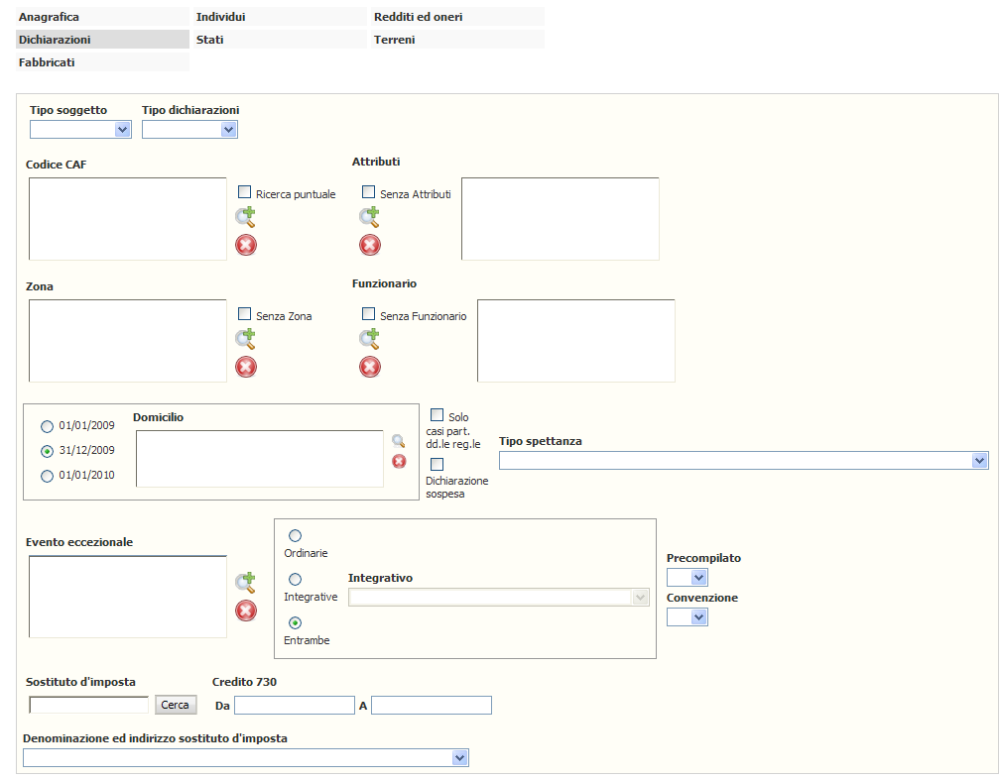 Anagrafica Individui Redditi ed oneri
Dichiarazioni Stati Terreni
Fabbricati
Tipo soggetto Tipo dichiarazioni
Codice CAF Attributi
Ricerca puntuale Senza Attributi
Zona Funzionario
Senza Zona Senza Funzionario
01/01/2009
31/12/2009
01/01/2010
Domicilio
Solo
casi part.
dd.le reg.le
Dichiarazione
sospesa
Tipo spettanza
Evento eccezionale
Ordinarie
Integrative
Entrambe
Integrativo
Precompilato
Convenzione
Sostituto d'imposta Credito 730
Cerca Da A
Denominazione ed indirizzo sostituto d'imposta